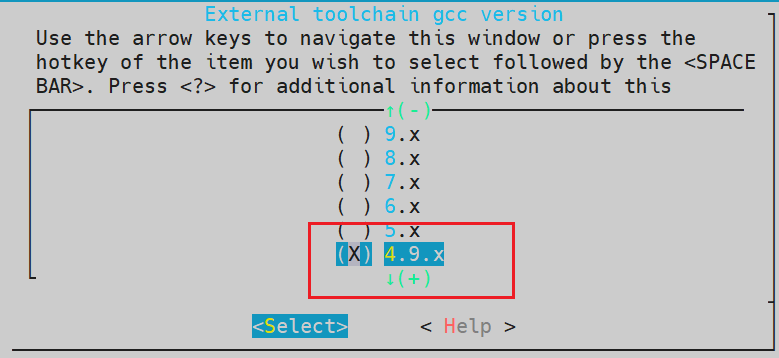 External toolchain gcc version
Use the arrow keys to navigate this window or press the
hotkey of the item you wish to select followed by the <SPACE
BAR>. Press <?> for additional information about this
↑(-)
( ) 9.x
( ) 8.x
( ) 7.x
( ) 6.x
( ) 5.x
(X) 4.9.x
↓(+)
<Select> < Help >